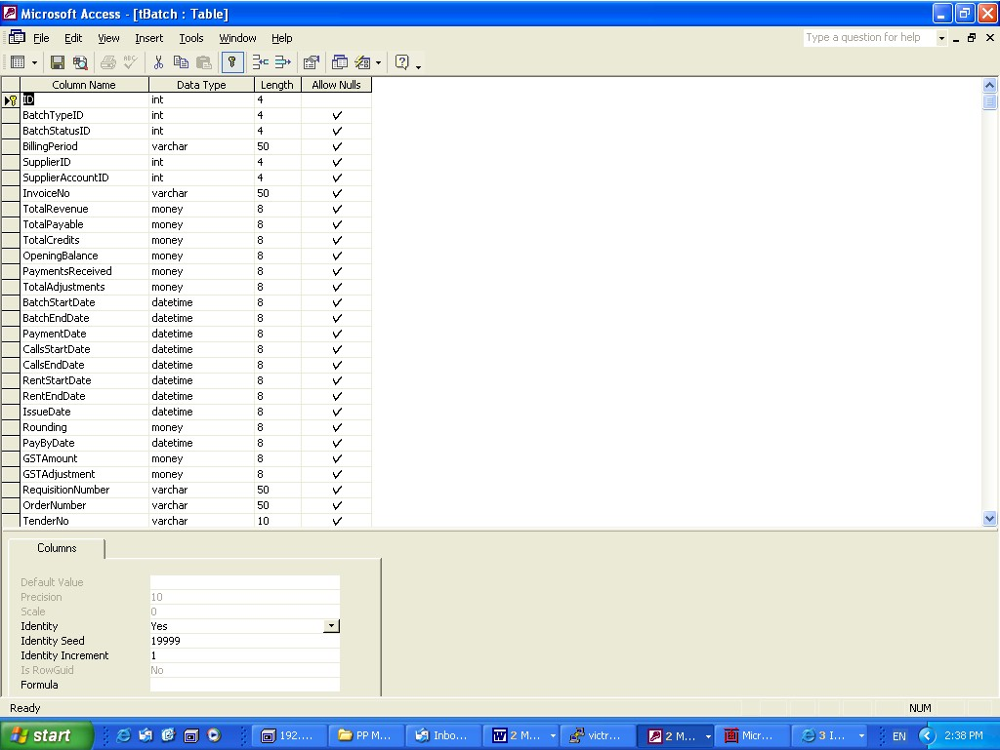 Microsoft Access - [tBatch : Table]
File Edit View Insert Tools Window Help Type a question for help
Column Name Data Type Length Allow Nulls
ID int 4
BatchTypeID int 4 ✓
BatchStatusID int 4 ✓
BillingPeriod varchar 50 ✓
SupplierID int 4 ✓
SupplierAccountID int 4 ✓
InvoiceNo varchar 50 ✓
TotalRevenue money 8 ✓
TotalPayable money 8 ✓
TotalCredits money 8 ✓
OpeningBalance money 8 ✓
PaymentsReceived money 8 ✓
TotalAdjustments money 8 ✓
BatchStartDate datetime 8 ✓
BatchEndDate datetime 8 ✓
PaymentDate datetime 8 ✓
CallsStartDate datetime 8 ✓
CallsEndDate datetime 8 ✓
RentStartDate datetime 8 ✓
RentEndDate datetime 8 ✓
IssueDate datetime 8 ✓
Rounding money 8 ✓
PayByDate datetime 8 ✓
GSTAmount money 8 ✓
GSTAdjustment money 8 ✓
RequisitionNumber varchar 50 ✓
OrderNumber varchar 50 ✓
TenderNo varchar 10 ✓
Columns
Default Value
Precision 10
Scale 0
Identity Yes
Identity Seed 19999
Identity Increment 1
Is RowGuid No
Formula
Ready NUM
start 192.... PP M... Inbo... 2 M... victr... 2 M... Micr... 3 I... EN 2:38 PM